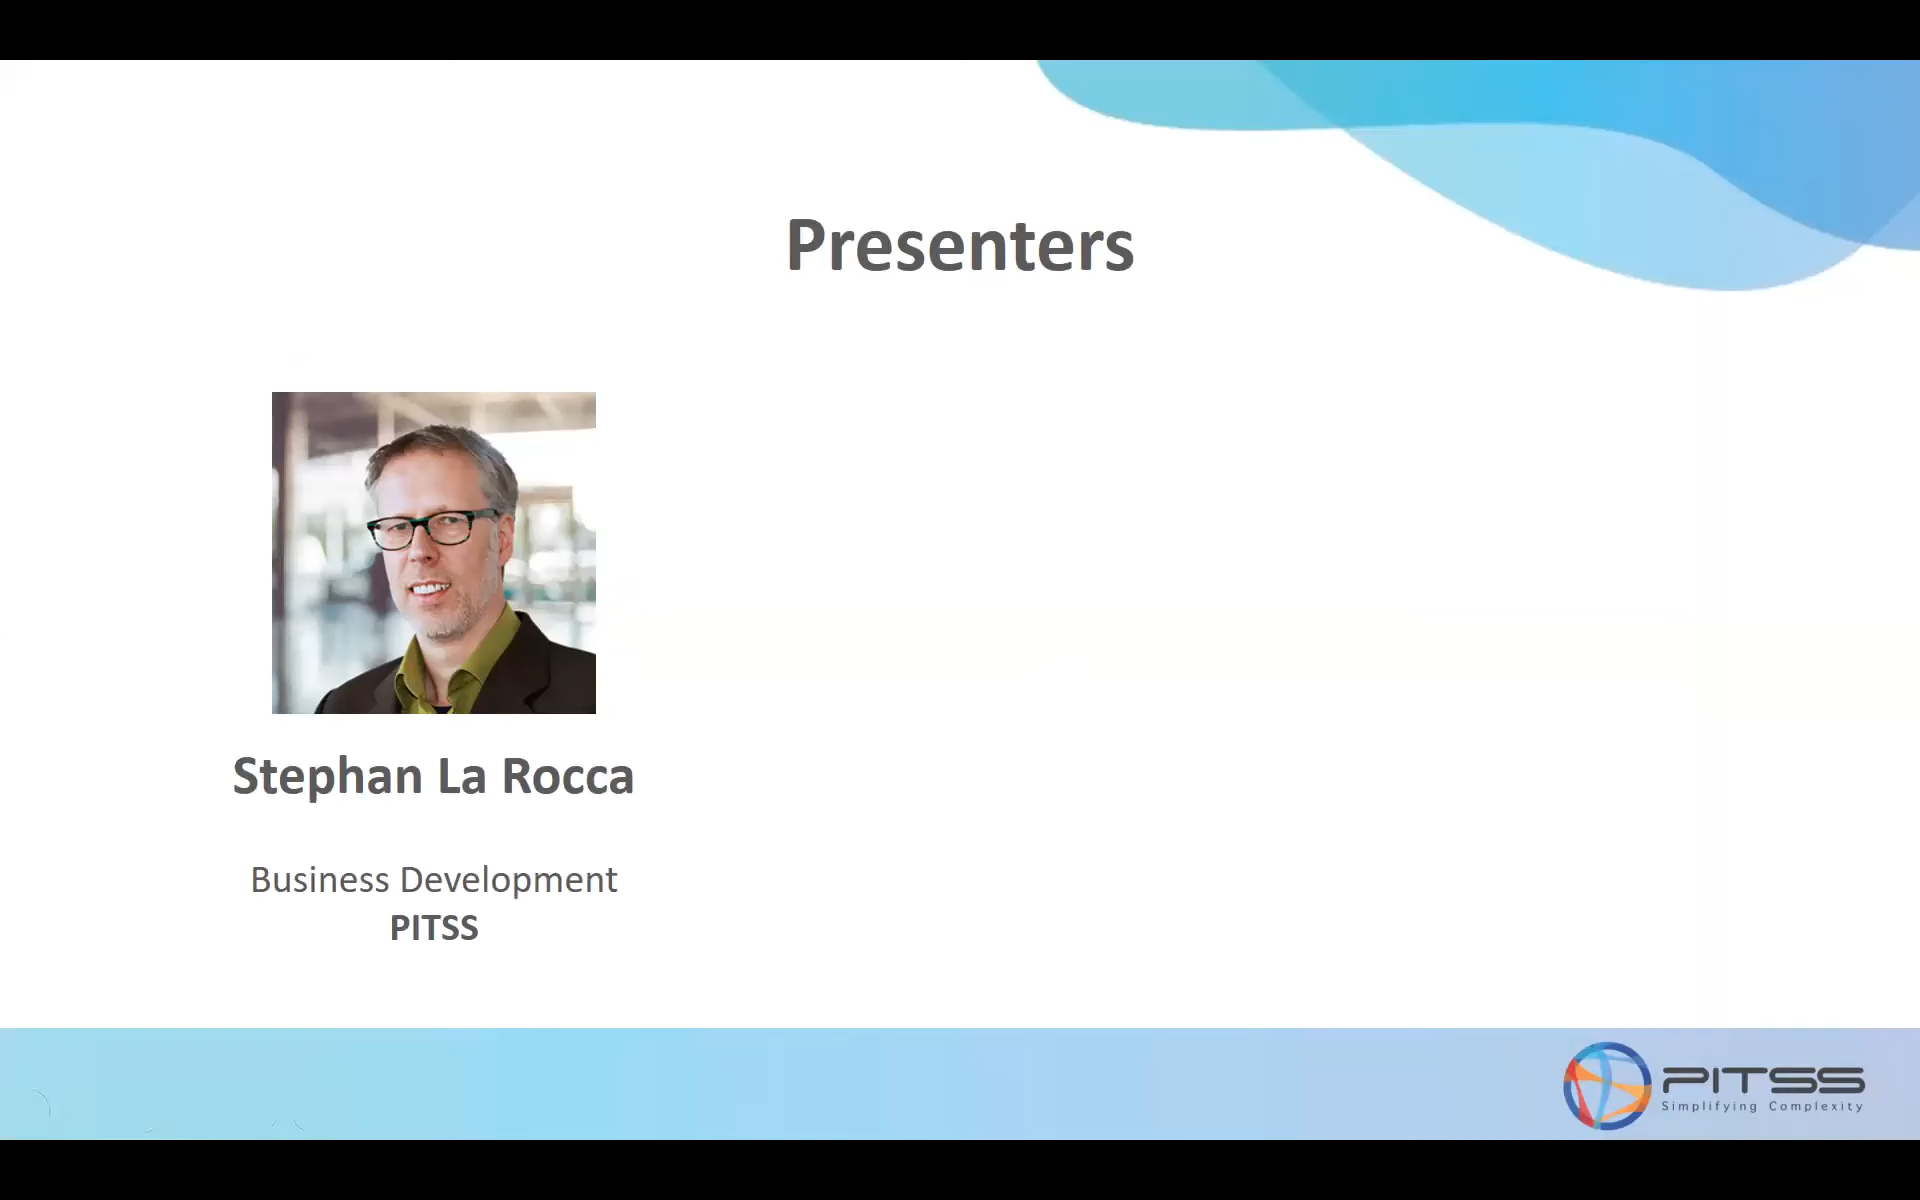 Presenters
Stephan La Rocca
Business Development
PITSS
PITSS
Simplifying Complexity